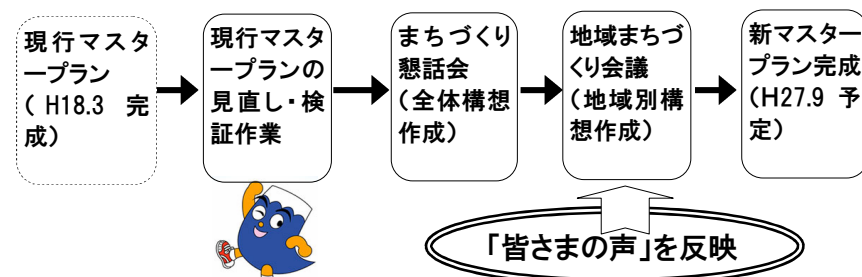 現行マスタ
ープラン
( H18.3 完
成)
現行マスタ
ープランの
見直し・検
証作業
まちづくり
懇話会
(全体構想
作成)
地域まちづ
くり会議
(地域別構
想作成)
新マスター
プラン完成
(H27.9 予
定)
「皆さまの声」を反映